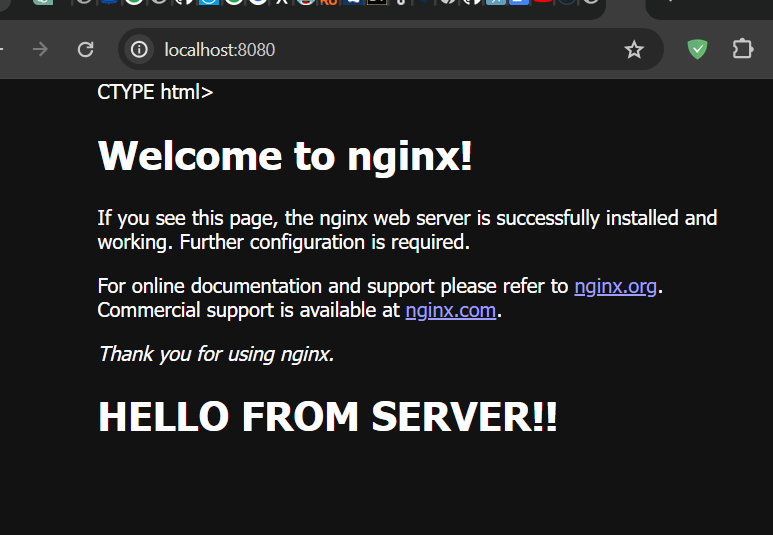 localhost:8080
CTYPE html>
Welcome to nginx!
If you see this page, the nginx web server is successfully installed and
working. Further configuration is required.
For online documentation and support please refer to nginx.org.
Commercial support is available at nginx.com.
Thank you for using nginx.
HELLO FROM SERVER!!